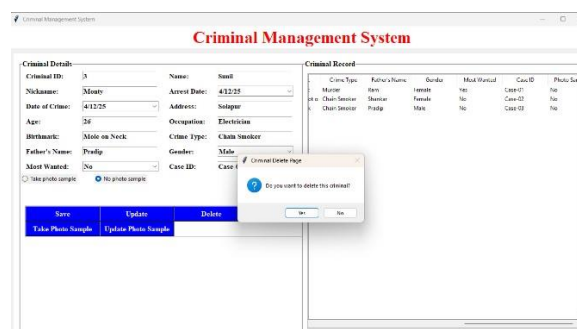 Criminal Management System
Criminal Management System
Criminal Details
Criminal ID: 3 Name: Sunil
Nickname: Monty Arrest Date: 4/12/25
Date of Crime: 4/12/25 Address: Solapur
Age: 26 Occupation: Electrician
Birthmark: Mole on Neck Crime Type: Chain Smoker
Father's Name: Pradip Gender: Male
Most Wanted: No Case ID: Case-
Take photo sample No photo sample
Save Update Delete
Take Photo Sample Update Photo Sample
Criminal Record
Crime Type Father's Name Gender Most Wanted Case ID Photo Sa
Murder Ram Female Yes Case-01 No
Chain Smoker Shankar Female No Case-02 No
Chain Smoker Pradip Male No Case-03 No
Criminal Delete Page
Do you want to delete this criminal?
Yes No